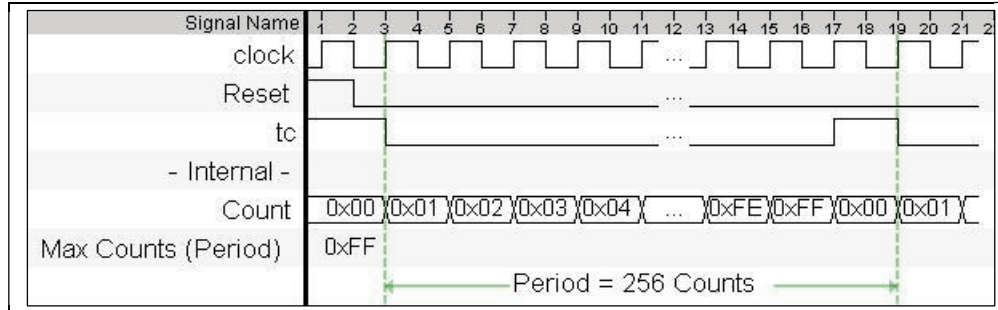 Signal Name 1 2 3 4 5 6 7 8 9 10 11 12 13 14 15 16 17 18 19 20 21 2
clock ...
Reset ...
tc ...
- Internal -
Count 0x00 0x01 0x02 0x03 0x04 ... 0xFE 0xFF 0x00 0x01
Max Counts (Period) 0xFF
Period = 256 Counts